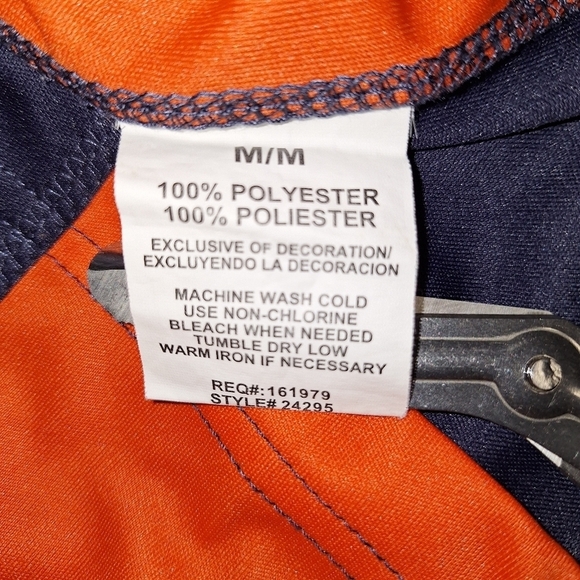 M/M
100% POLYESTER
100% POLIESTER
EXCLUSIVE OF DECORATION/
EXCLUYENDO LA DECORACION
MACHINE WASH COLD
USE NON-CHLORINE
BLEACH WHEN NEEDED
TUMBLE DRY LOW
WARM IRON IF NECESSARY
REQ#:161979
STYLE# 24295